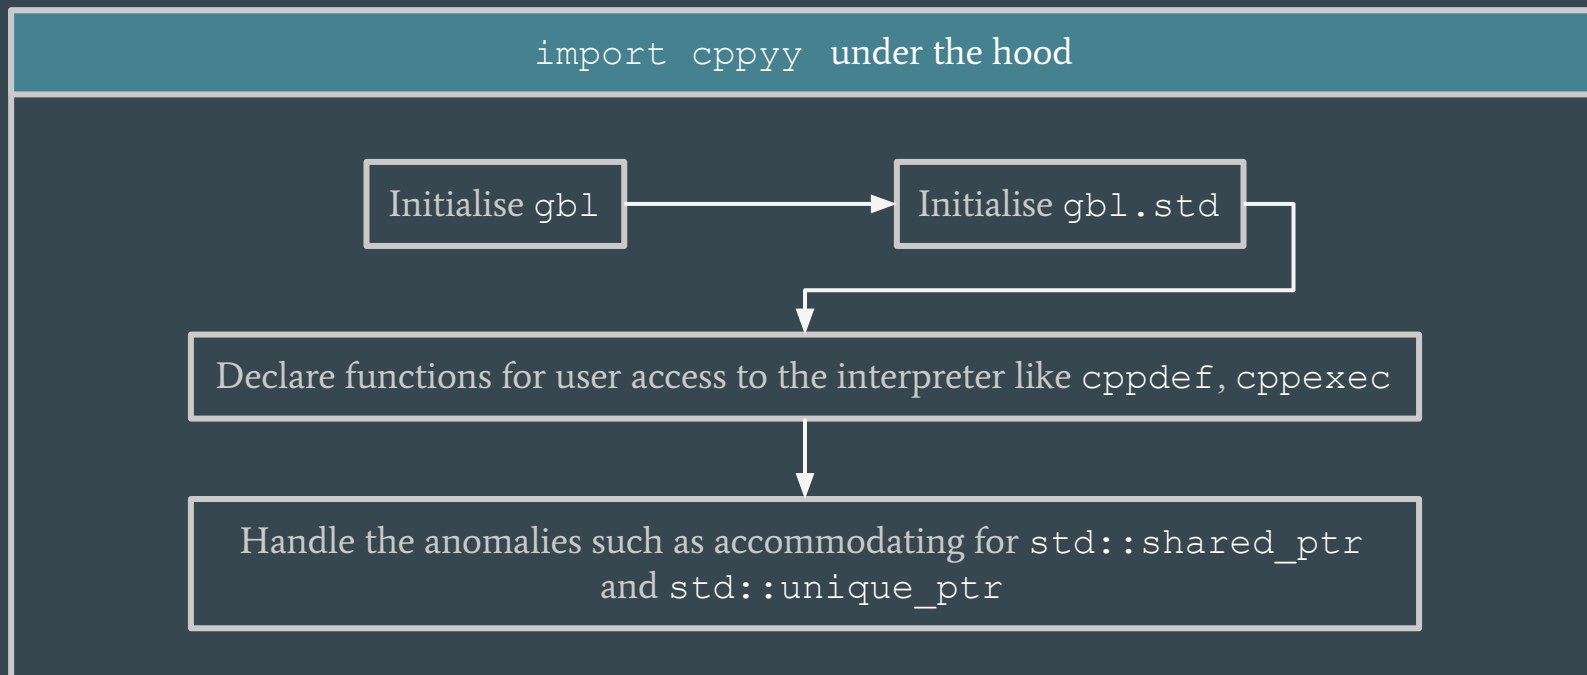 import cppyy under the hood
Initialise gbl
Initialise gbl.std
Declare functions for user access to the interpreter like cppdef, cppexec
Handle the anomalies such as accommodating for std::shared_ptr
and std::unique_ptr